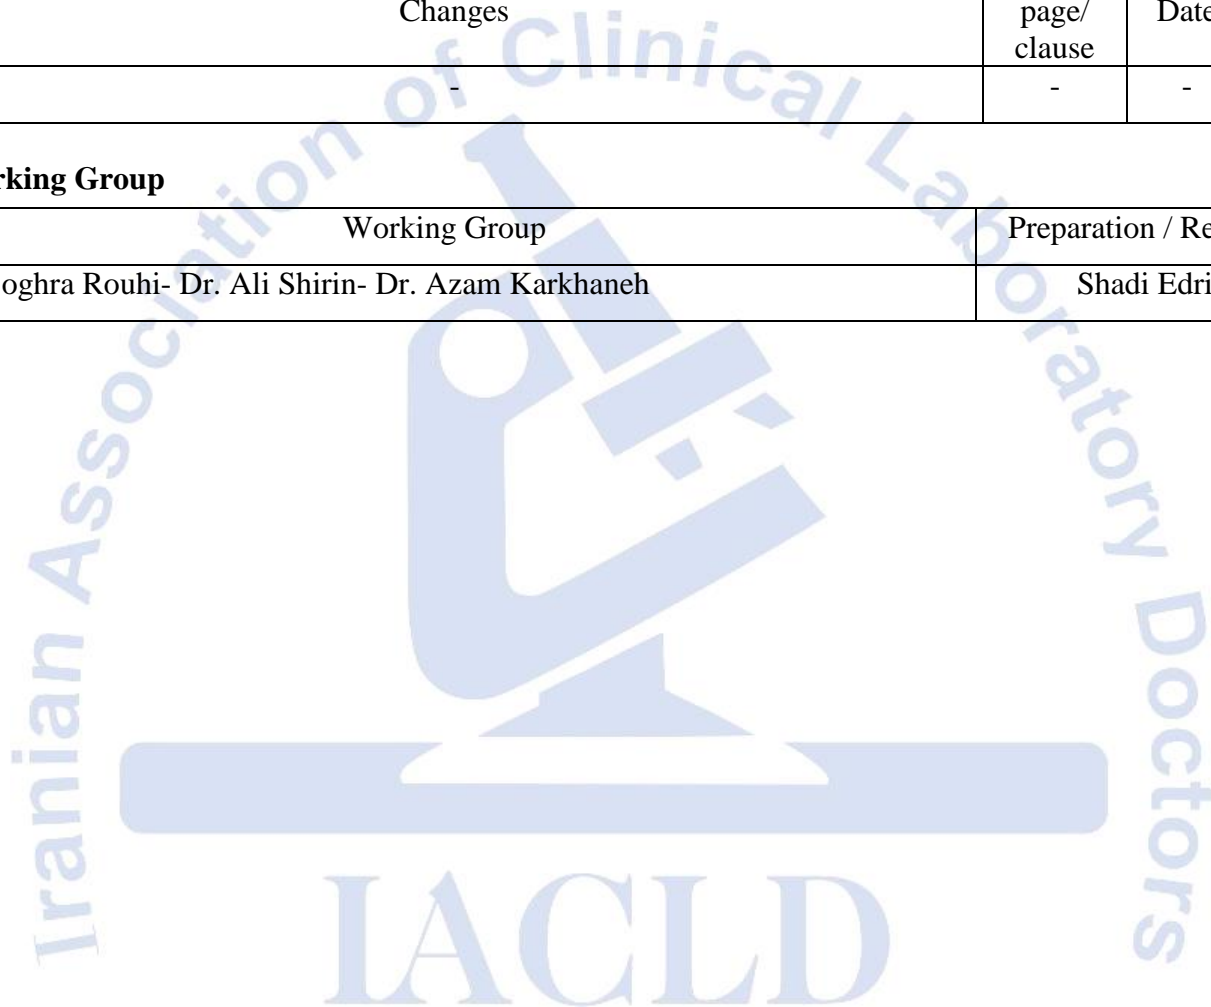 Changes page/ Date
clause
- - -
rking Group
Working Group Preparation / Re
oghra Rouhi- Dr. Ali Shirin- Dr. Azam Karkhaneh Shadi Edri
Iranian Association of Clinical Laboratory Doctors
IACLD